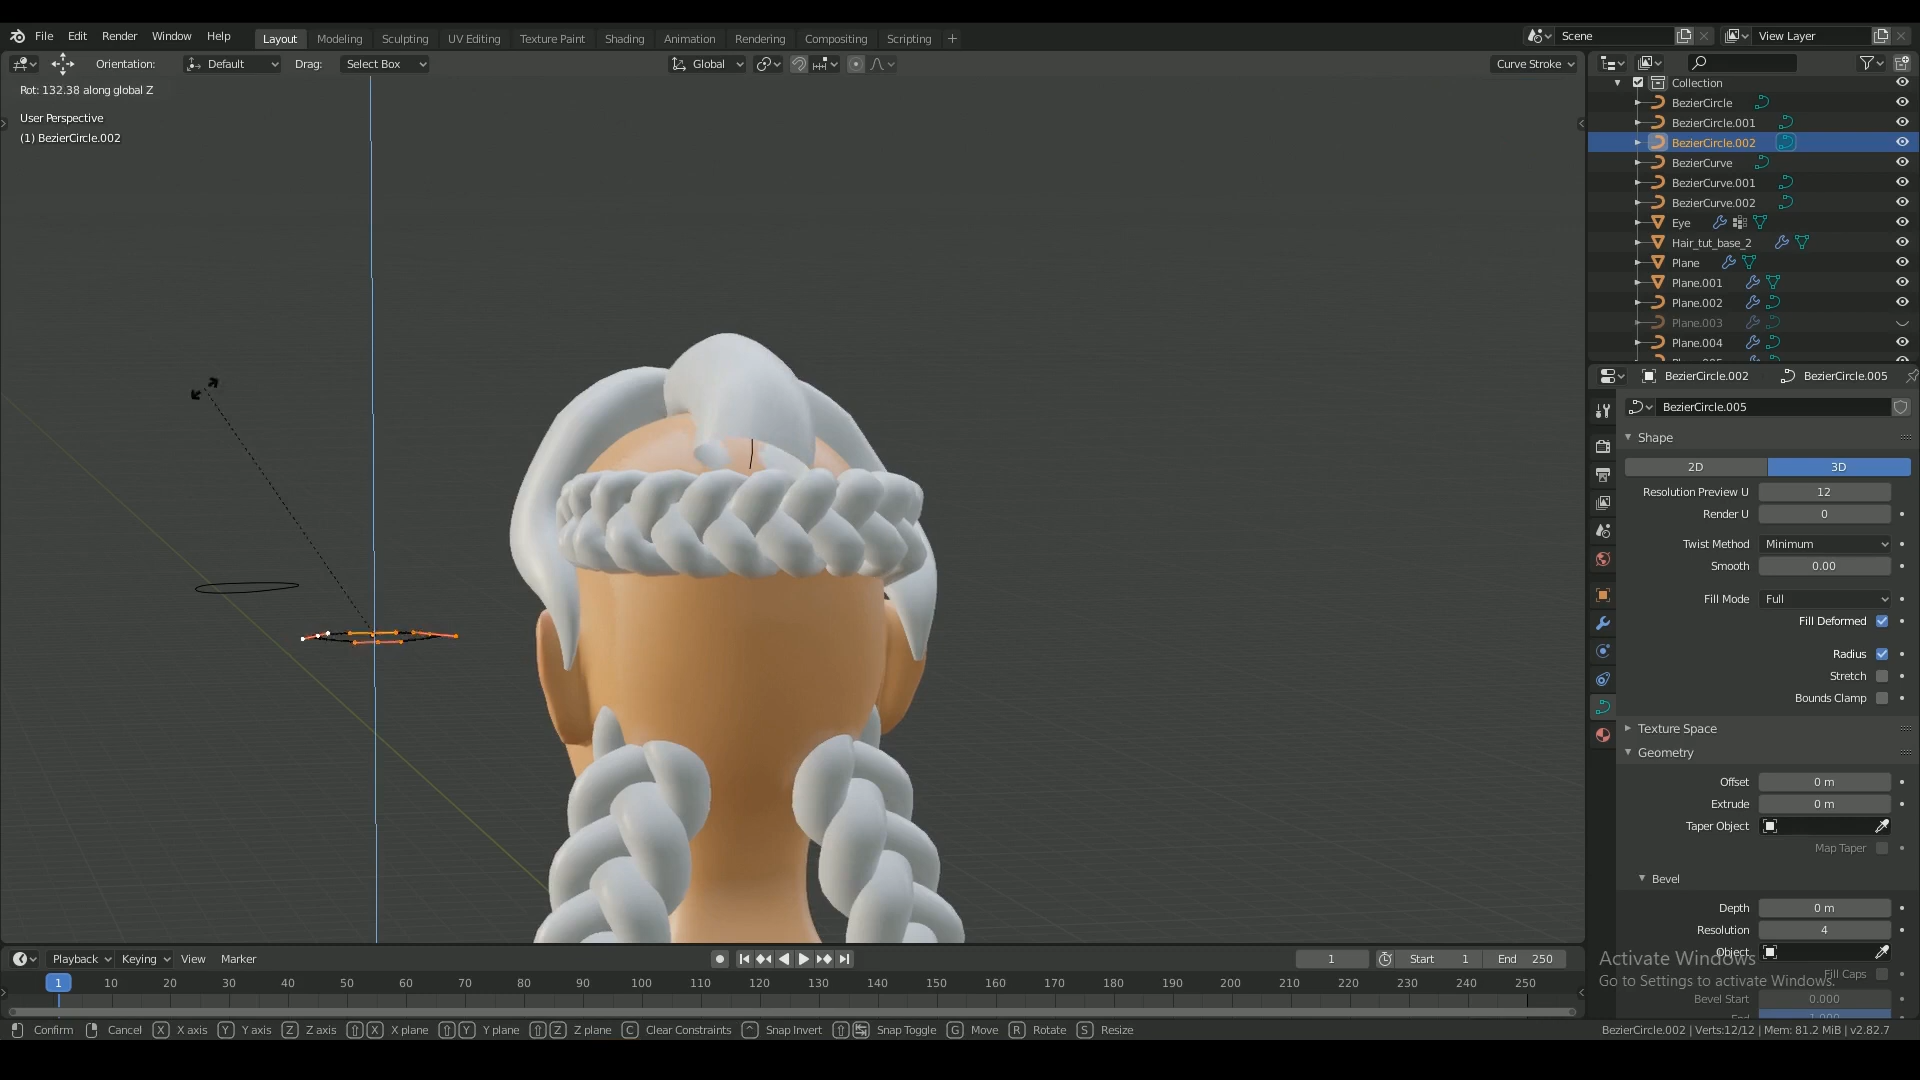 File Edit Render Window Help Layout Modeling Sculpting UV Editing Texture Paint Shading Animation Rendering Compositing Scripting + Scene View Layer
Orientation: Default Drag: Select Box Global Curve Stroke
Rot: 132.38 along global Z
User Perspective
(1) BezierCircle.002
Collection
BezierCircle
BezierCircle.001
BezierCircle.002
BezierCurve
BezierCurve.001
BezierCurve.002
Eye
Hair_tut_base_2
Plane
Plane.001
Plane.002
Plane.003
Plane.004
BezierCircle.002 BezierCircle.005
BezierCircle.005
Shape
2D 3D
Resolution Preview U 12
Render U 0
Twist Method Minimum
Smooth 0.00
Fill Mode Full
Fill Deformed
Radius
Stretch
Bounds Clamp
Texture Space
Geometry
Offset 0 m
Extrude 0 m
Taper Object
Map Taper
Bevel
Depth 0 m
Resolution 4
Object
Fill Caps
Bevel Start 0.000
Activate Windows
Go to Settings to activate Windows.
Playback Keying View Marker 1 Start 1 End 250
1 10 20 30 40 50 60 70 80 90 100 110 120 130 140 150 160 170 180 190 200 210 220 230 240 250
Confirm Cancel X X axis Y Y axis Z Z axis X X plane Y Y plane Z Z plane C Clear Constraints ^ Snap Invert Snap Toggle G Move R Rotate S Resize BezierCircle.002 | Verts:12/12 | Mem: 81.2 MiB | v2.82.7